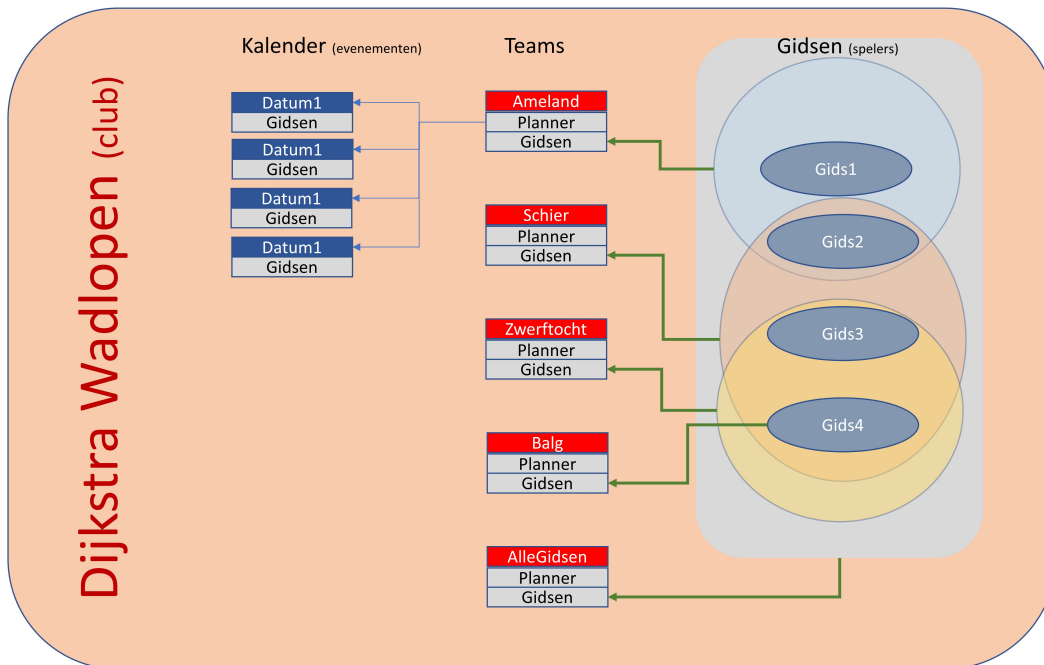 Dijkstra Wadlopen (club)
Kalender (evenementen)
Datum1
Gidsen
Datum1
Gidsen
Datum1
Gidsen
Datum1
Gidsen
Teams
Ameland
Planner
Gidsen
Schier
Planner
Gidsen
Zwerftocht
Planner
Gidsen
Balg
Planner
Gidsen
AlleGidsen
Planner
Gidsen
Gidsen (spelers)
Gids1
Gids2
Gids3
Gids4